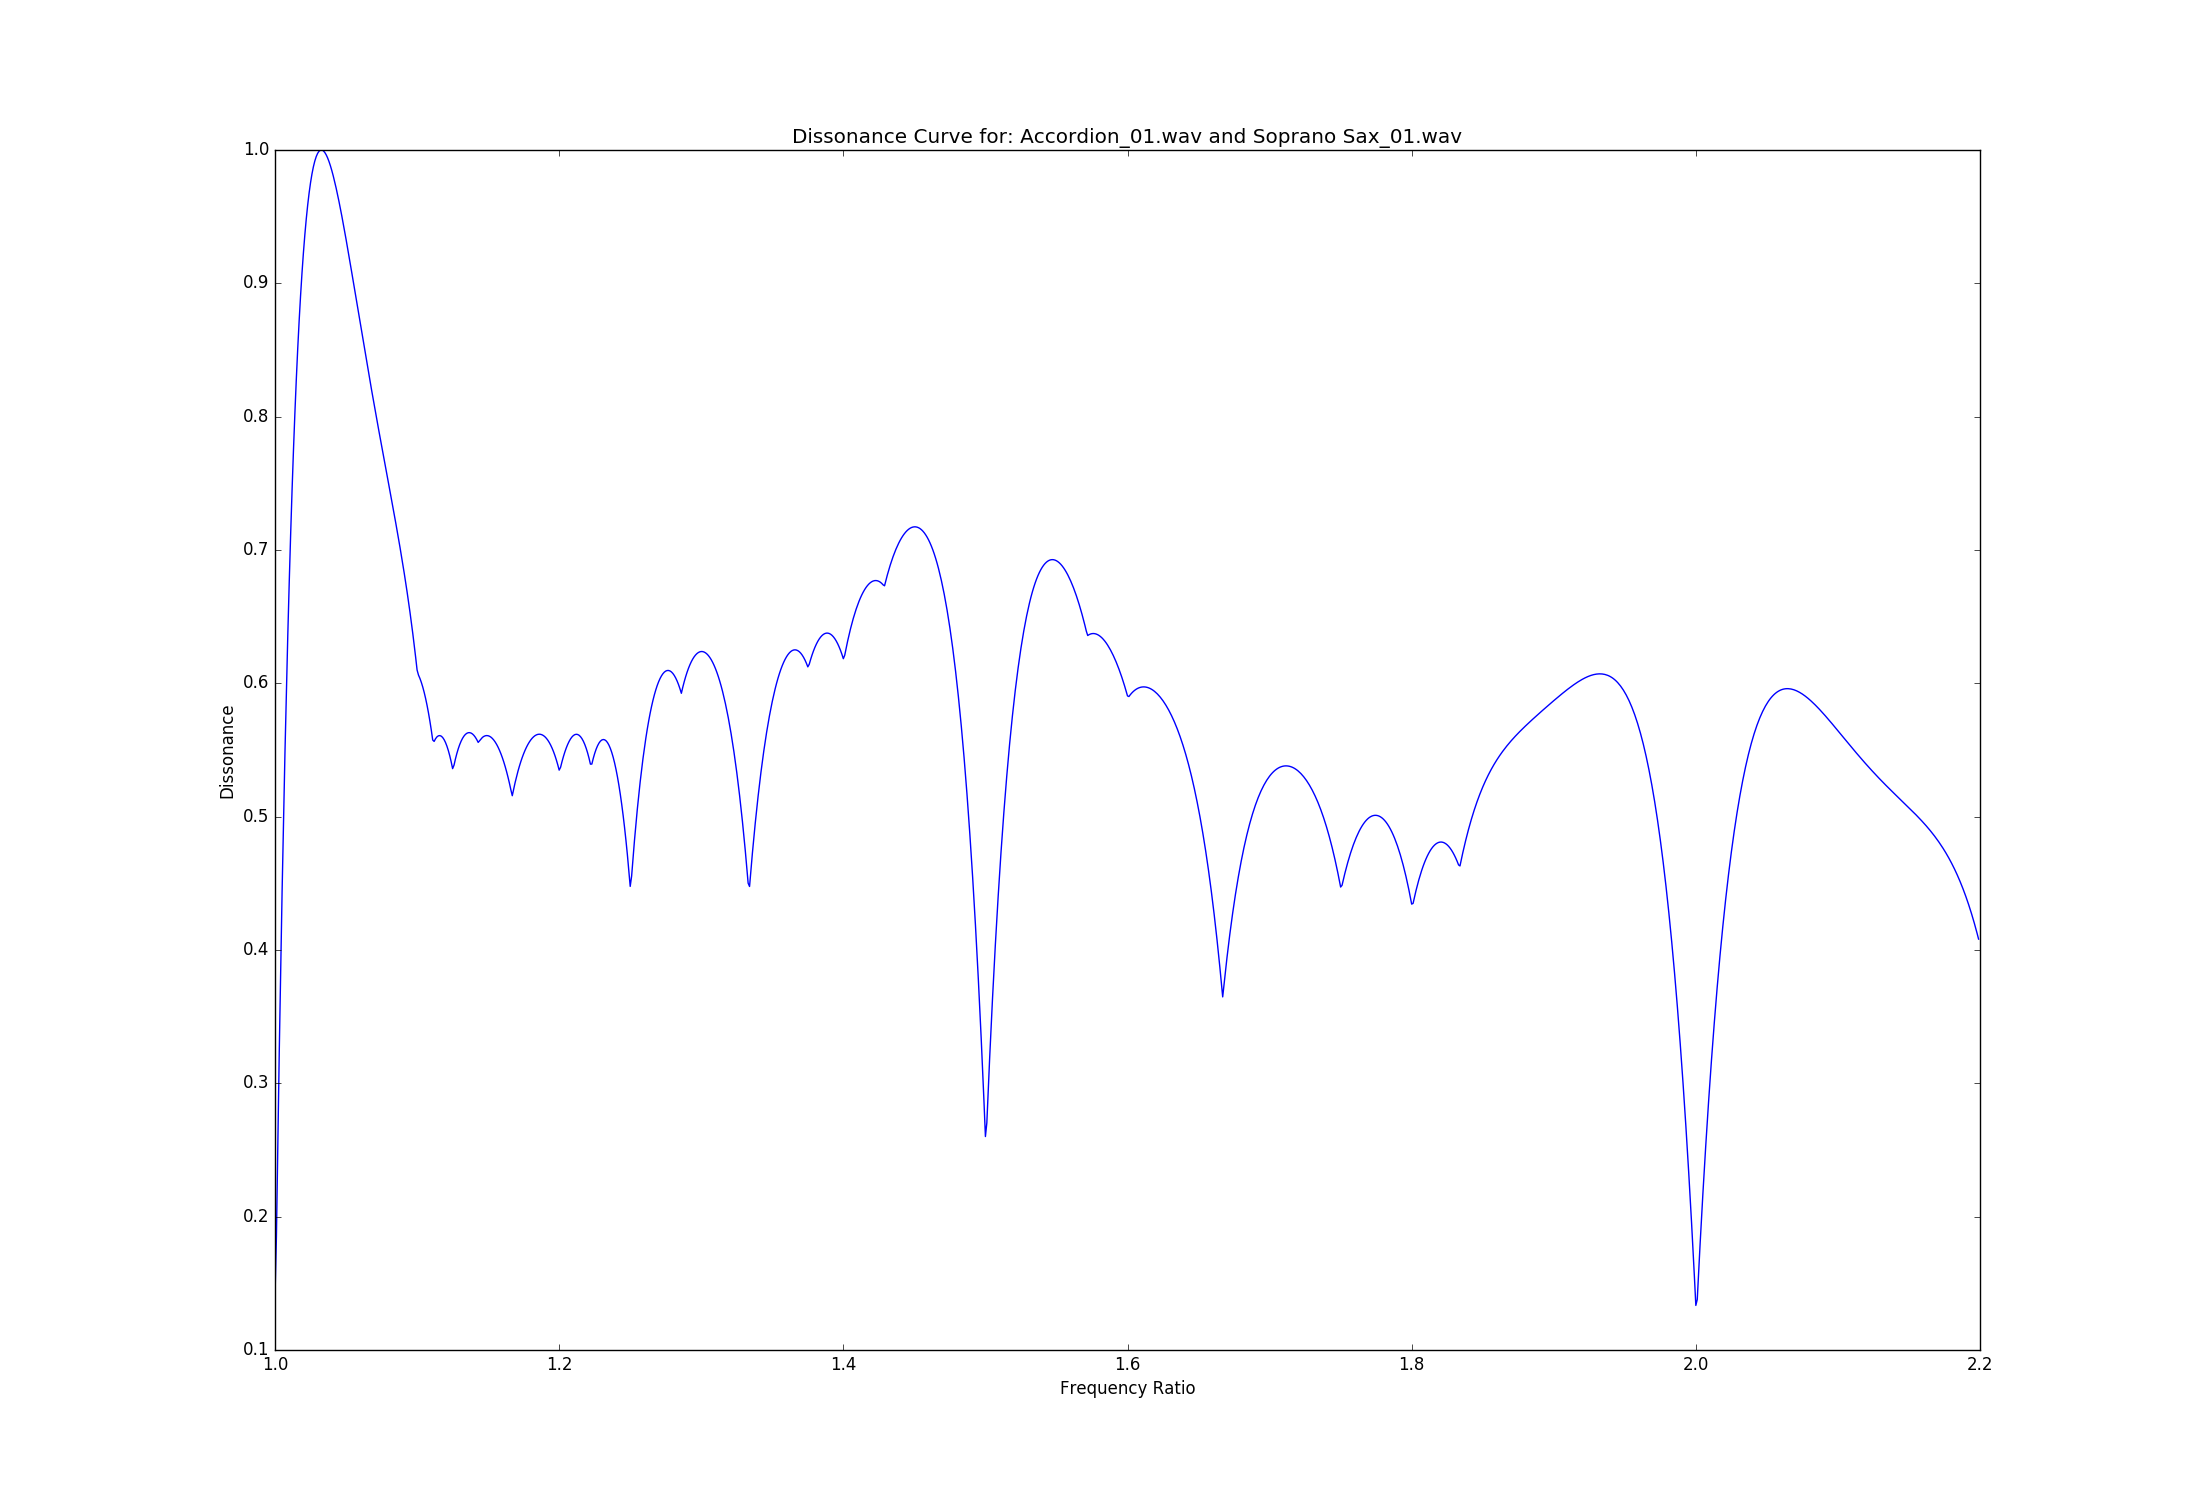 Dissonance Curve for: Accordion_01.wav and Soprano Sax_01.wav
1.0
0.9
0.8
0.7
0.6
0.5
0.4
0.3
0.2
0.1
Dissonance
1.0 1.2 1.4 1.6 1.8 2.0 2.2
Frequency Ratio